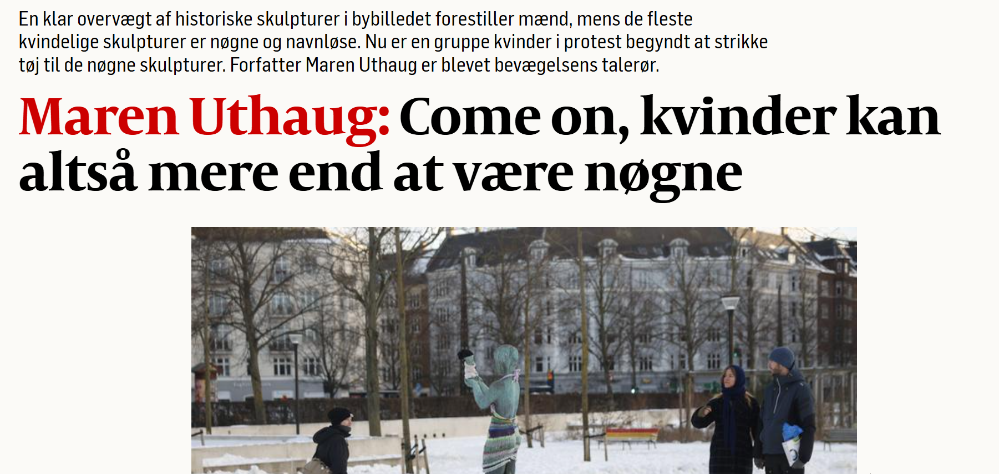 En klar overvægt af historiske skulpturer i bybilledet forestiller mænd, mens de fleste
kvindelige skulpturer er nøgne og navnløse. Nu er en gruppe kvinder i protest begyndt at strikke
tøj til de nøgne skulpturer. Forfatter Maren Uthaug er blevet bevægelsens talerør.
Maren Uthaug: Come on, kvinder kan
altså mere end at være nøgne